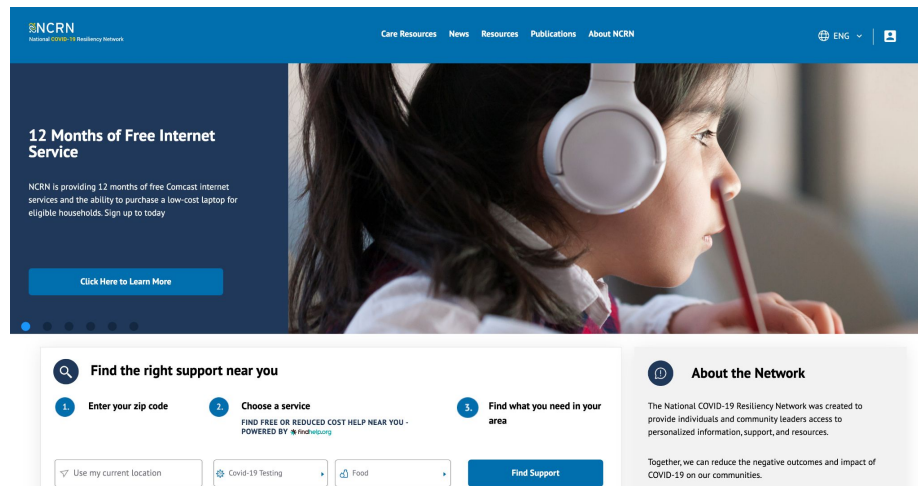 NCRN
National COVID-19 Resiliency Network
Care Resources News Resources Publications About NCRN
ENG
12 Months of Free Internet
Service
NCRN is providing 12 months of free Comcast internet
services and the ability to purchase a low-cost laptop for
eligible households. Sign up to today
Click Here to Learn More
Find the right support near you
1. Enter your zip code
2. Choose a service
FIND FREE OR REDUCED COST HELP NEAR YOU -
POWERED BY findhelp.org
3. Find what you need in your
area
Use my current location
Covid-19 Testing
Food
Find Support
About the Network
The National COVID-19 Resiliency Network was created to
provide individuals and community leaders access to
personalized information, support, and resources.
Together, we can reduce the negative outcomes and impact of
COVID-19 on our communities.